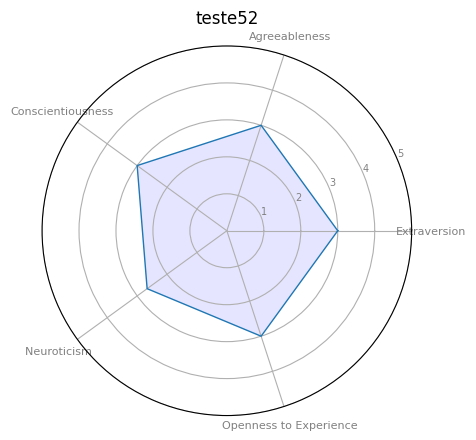 teste52
Agreeableness
Conscientiousness
5
4
3
2
1
Extraversion
Neuroticism
Openness to Experience